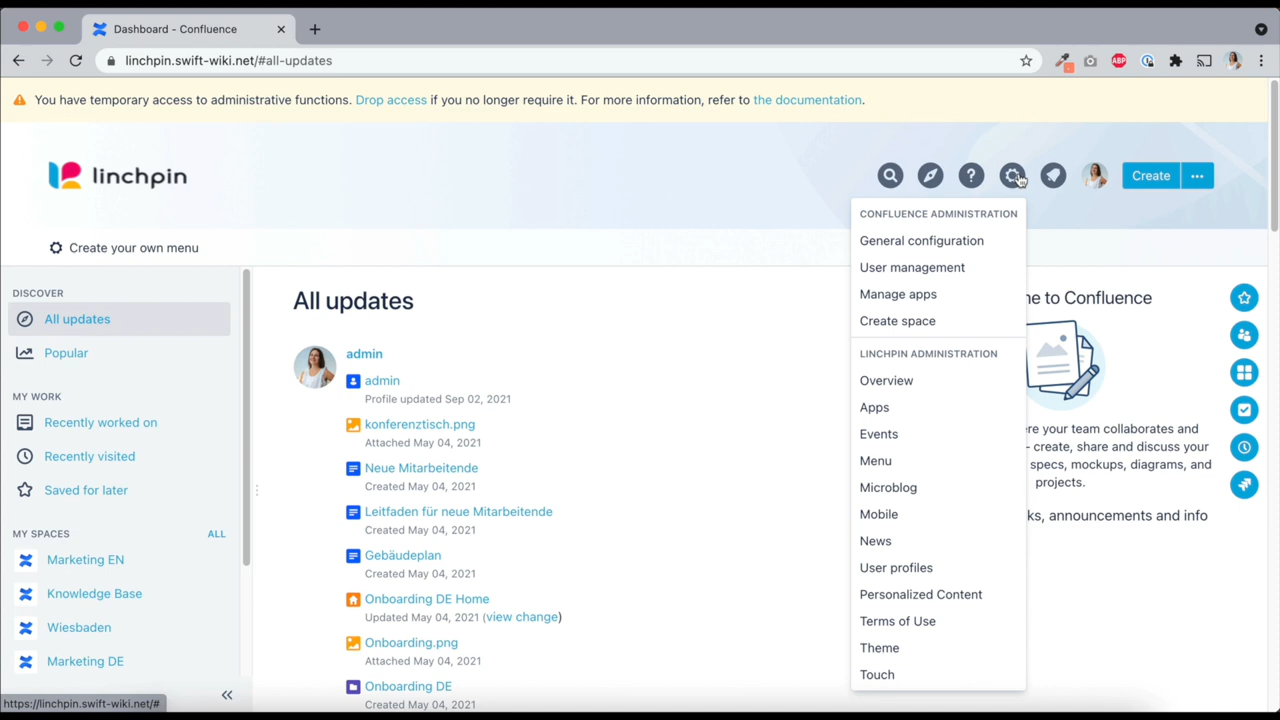 Dashboard - Confluence
linchpin.swift-wiki.net/#all-updates
ABP
You have temporary access to administrative functions. Drop access if you no longer require it. For more information, refer to the documentation.
linchpin
Create
Create your own menu
DISCOVER
All updates
Popular
MY WORK
Recently worked on
Recently visited
Saved for later
MY SPACES ALL
Marketing EN
Knowledge Base
Wiesbaden
Marketing DE
https://linchpin.swift-wiki.net/#
All updates
admin
admin
Profile updated Sep 02, 2021
konferenztisch.png
Attached May 04, 2021
Neue Mitarbeitende
Created May 04, 2021
Leitfaden für neue Mitarbeitende
Created May 04, 2021
Gebäudeplan
Created May 04, 2021
Onboarding DE Home
Updated May 04, 2021 (view change)
Onboarding.png
Attached May 04, 2021
Onboarding DE
Created May 04, 2021
CONFLUENCE ADMINISTRATION
General configuration
User management
Manage apps
Create space
LINCHPIN ADMINISTRATION
Overview
Apps
Events
Menu
Microblog
Mobile
News
User profiles
Personalized Content
Terms of Use
Theme
Touch
to Confluence
your team collaborates and
- create, share and discuss your
specs, mockups, diagrams, and
projects.
announcements and info